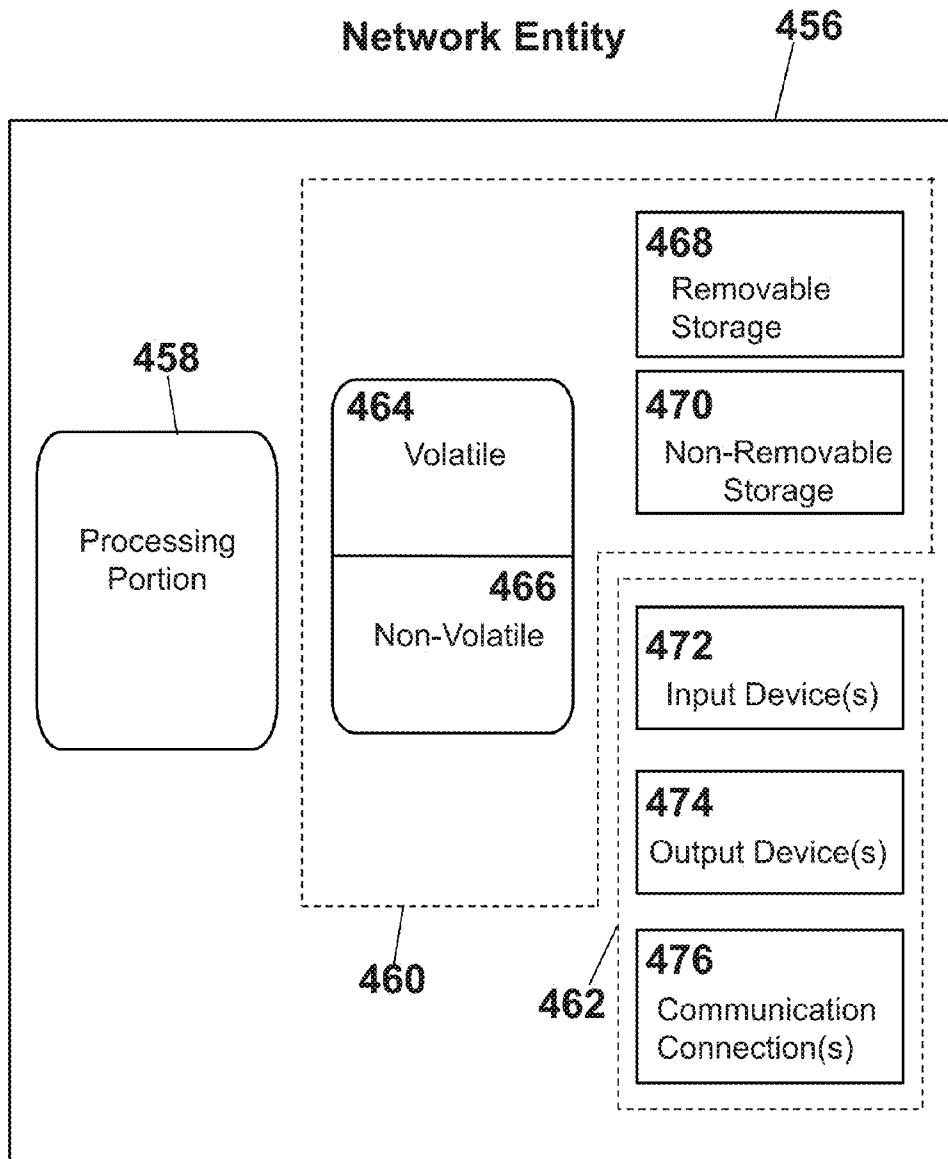 Network Entity
456
468
Removable
Storage
458
464
Volatile
470
Non-Removable
Storage
Processing
Portion
466
Non-Volatile
472
Input Device(s)
474
Output Device(s)
460
462
476
Communication
Connection(s)